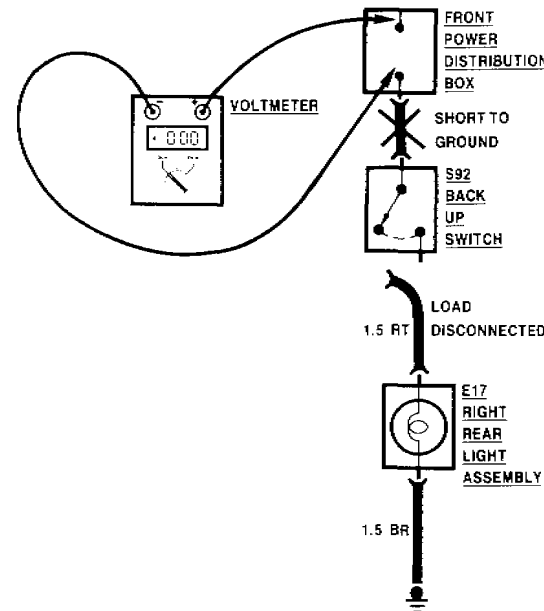 FRONT
POWER
DISTRIBUTION
BOX
- +
VOLTMETER
000
SHORT TO
GROUND
S92
BACK
UP
SWITCH
LOAD
1.5 RT DISCONNECTED
E17
RIGHT
REAR
LIGHT
ASSEMBLY
1.5 BR